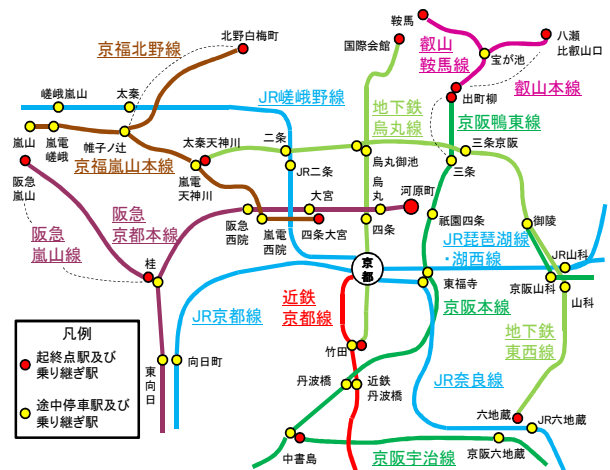 鞍馬
北野白梅町
国際会館
叡山
鞍馬線
八瀬
比叡山口
京福北野線
宝が池
叡山本線
嵯峨嵐山
太秦
JR嵯峨野線
地下鉄
烏丸線
出町柳
京阪鴨東線
嵐山
嵐電
嵯峨
帷子ノ辻
太秦天神川
二条
三条京阪
京福嵐山本線
嵐電
天神川
JR二条
烏丸御池
三条
阪急
嵐山
大宮
烏
丸
河原町
阪急
京都本線
阪急
西院
嵐電
西院
四条大宮
四条
祇園四条
御陵
阪急
嵐山線
JR琵琶湖線
・湖西線
JR山科
桂
京都
東福寺
京阪山科
山科
近鉄
京都線
京阪本線
JR京都線
地下鉄
東西線
凡例
起終点駅及び
乗り継ぎ駅
途中停車駅及び
乗り継ぎ駅
東
向
日
向日町
竹田
丹波橋
近鉄
丹波橋
JR奈良線
六地蔵
JR六地蔵
中書島
京阪宇治線
京阪六地蔵